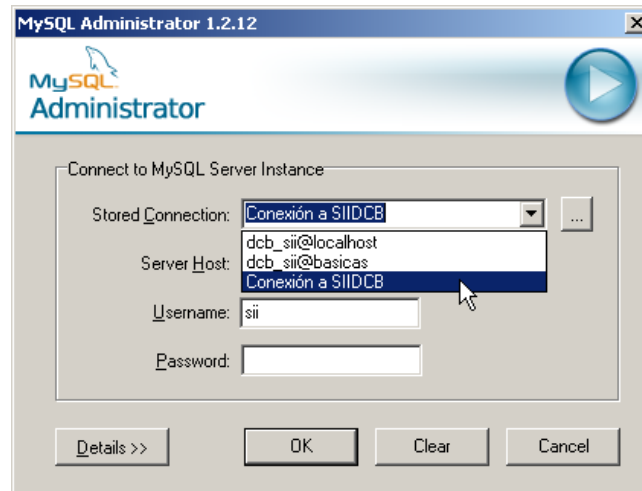 MySQL Administrator 1.2.12
MySQL
Administrator
Connect to MySQL Server Instance
Stored Connection: Conexión a SIIDCB ...
dcb_sii@localhost
Server Host: dcb_sii@basicas
Conexión a SIIDCB
Username: sii
Password:
Details >> OK Clear Cancel